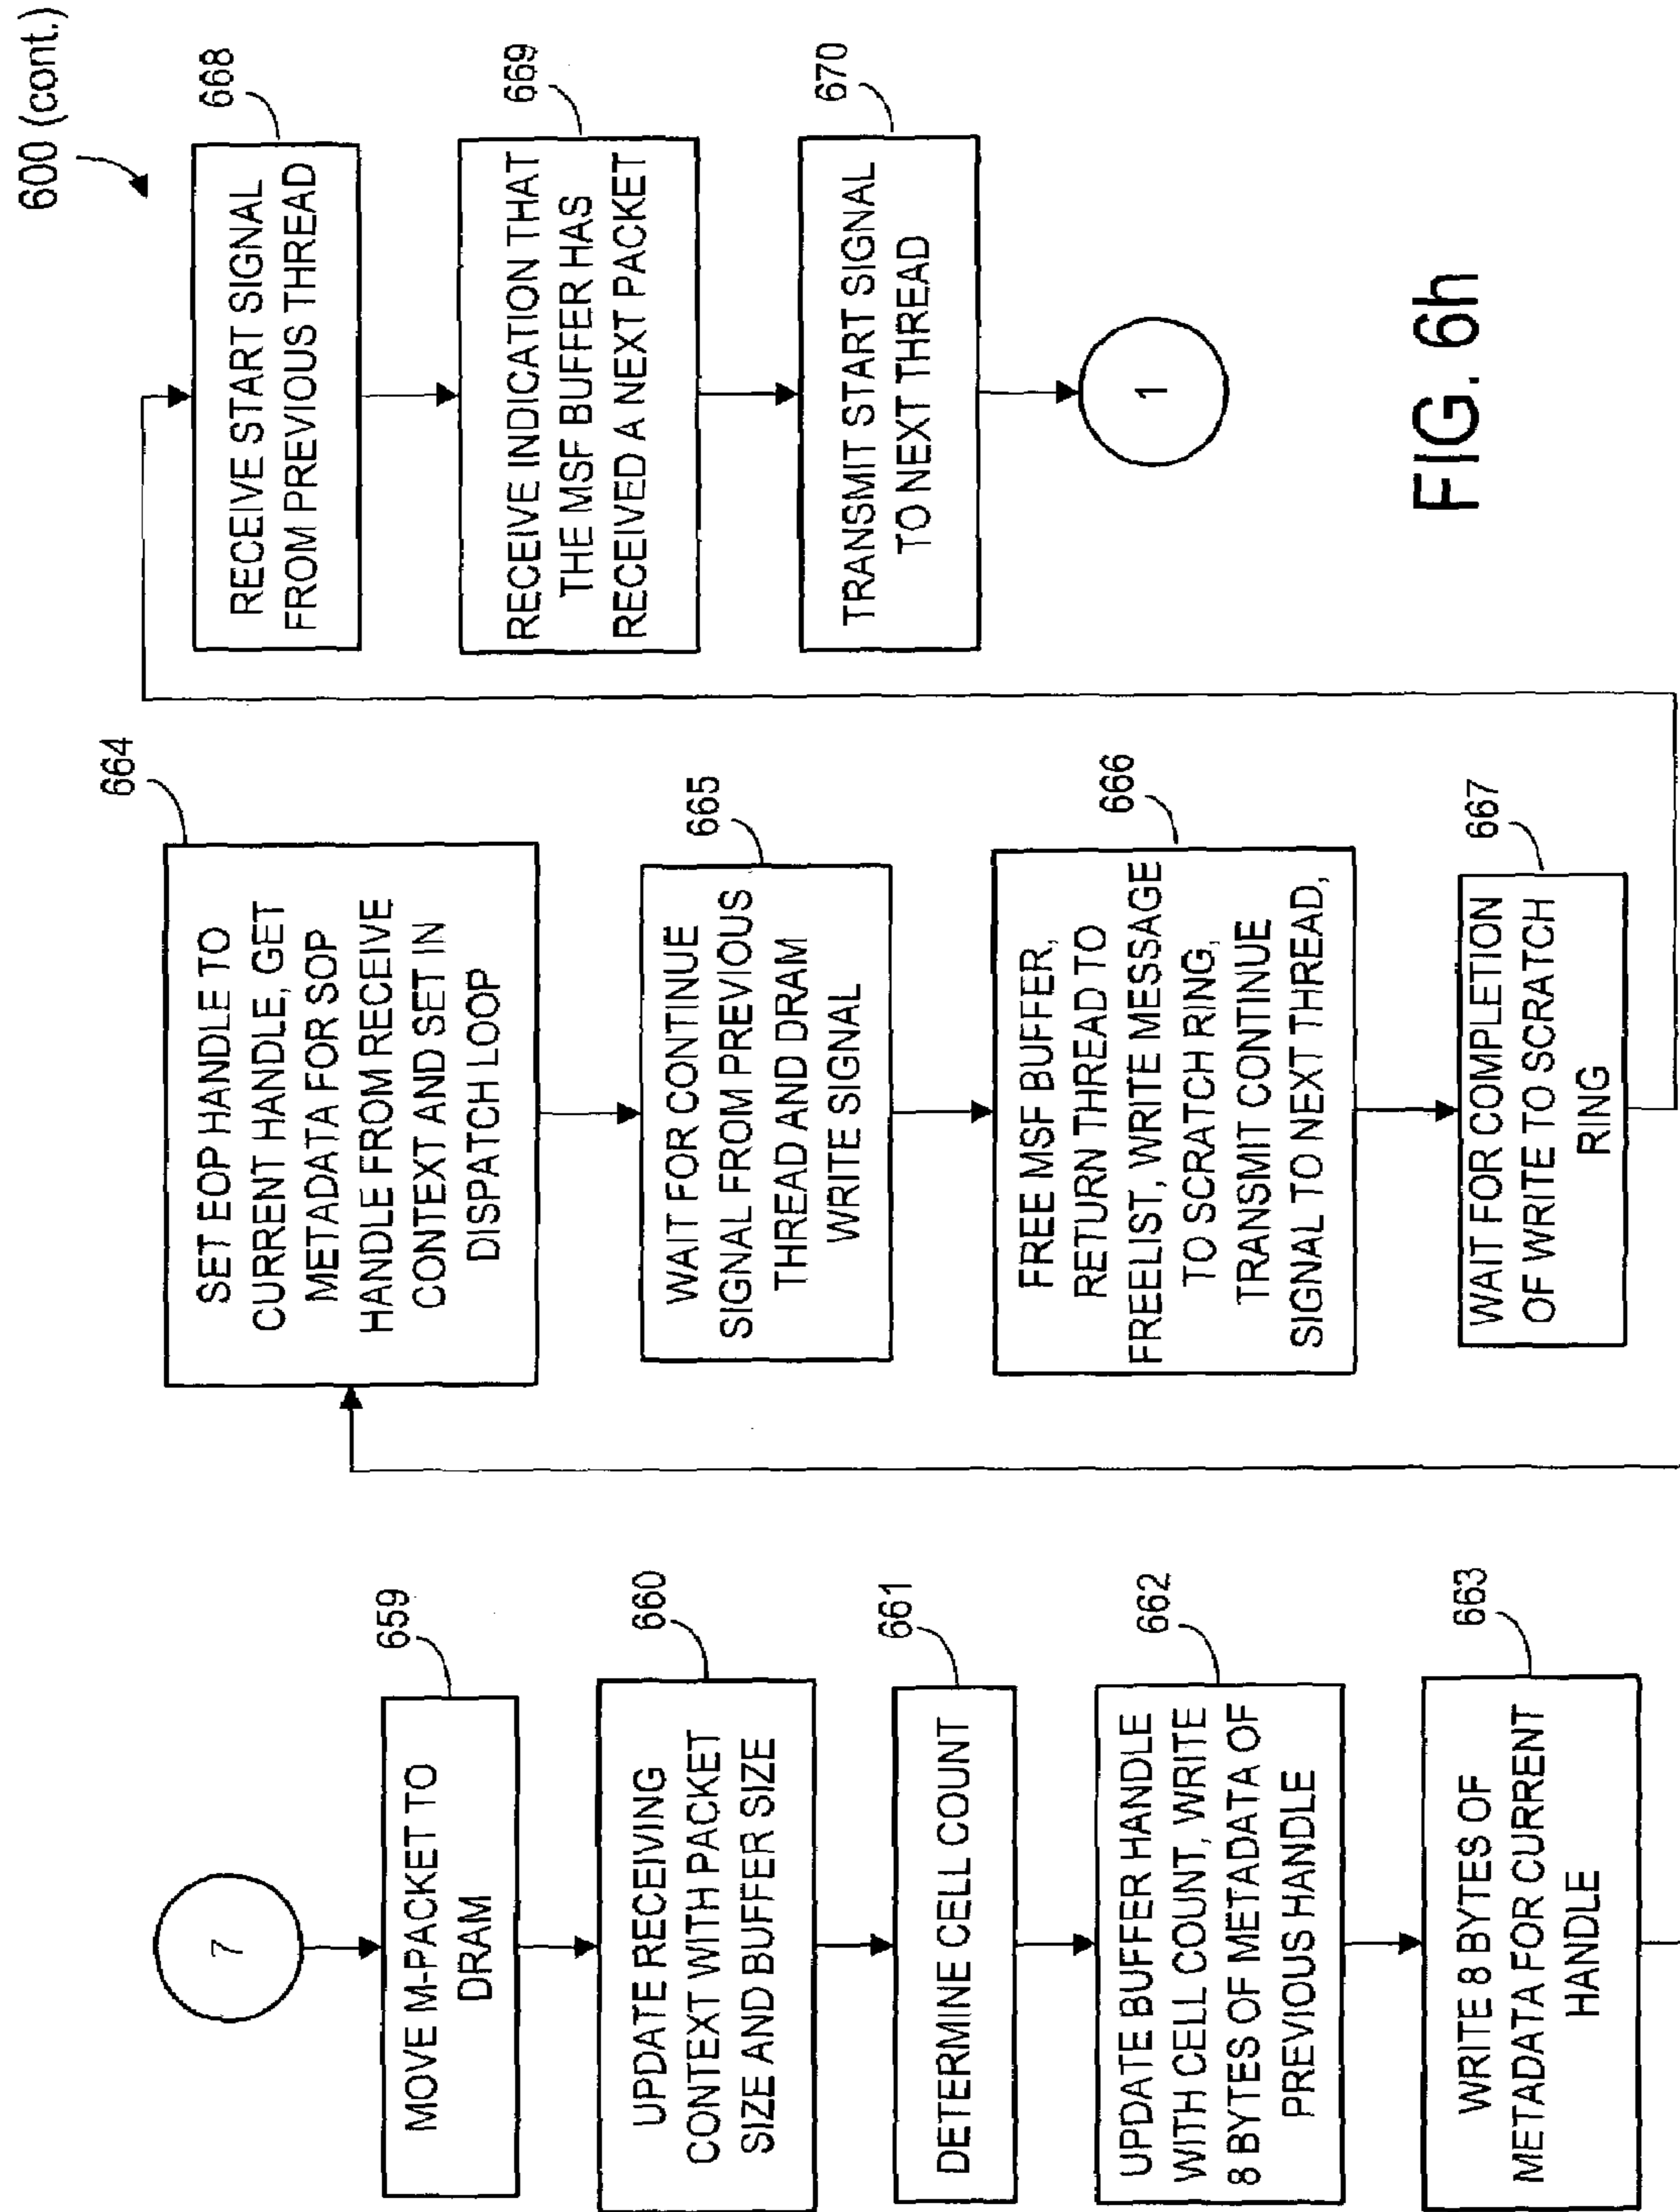 600 (cont.)
7
MOVE M-PACKET TO
DRAM
659
UPDATE RECEIVING
CONTEXT WITH PACKET
SIZE AND BUFFER SIZE
660
DETERMINE CELL COUNT
661
UPDATE BUFFER HANDLE
WITH CELL COUNT, WRITE
8 BYTES OF METADATA OF
PREVIOUS HANDLE
662
WRITE 8 BYTES OF
METADATA FOR CURRENT
HANDLE
663
SET EOP HANDLE TO
CURRENT HANDLE, GET
METADATA FOR SOP
HANDLE FROM RECEIVE
CONTEXT AND SET IN
DISPATCH LOOP
664
WAIT FOR CONTINUE
SIGNAL FROM PREVIOUS
THREAD AND DRAM
WRITE SIGNAL
665
FREE MSF BUFFER,
RETURN THREAD TO
FREELIST, WRITE MESSAGE
TO SCRATCH RING,
TRANSMIT CONTINUE
SIGNAL TO NEXT THREAD,
666
WAIT FOR COMPLETION
OF WRITE TO SCRATCH
RING
667
RECEIVE START SIGNAL
FROM PREVIOUS THREAD
668
RECEIVE INDICATION THAT
THE MSF BUFFER HAS
RECEIVED A NEXT PACKET
669
TRANSMIT START SIGNAL
TO NEXT THREAD
670
1
FIG. 6h